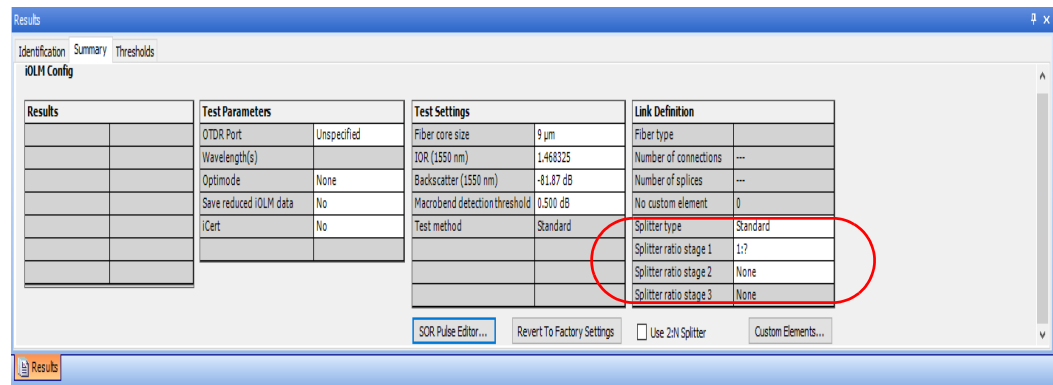 Results
Identification Summary Thresholds
iOLM Config
Results
Test Parameters
OTDR Port Unspecified
Wavelength(s)
Optimode None
Save reduced iOLM data No
iCert No
Test Settings
Fiber core size 9 µm
IOR (1550 nm) 1.468325
Backscatter (1550 nm) -81.87 dB
Macrobend detection threshold 0.500 dB
Test method Standard
Link Definition
Fiber type
Number of connections ---
Number of splices ---
No custom element 0
Splitter type Standard
Splitter ratio stage 1 1:?
Splitter ratio stage 2 None
Splitter ratio stage 3 None
SOR Pulse Editor... Revert To Factory Settings Use 2:N Splitter Custom Elements...
Results